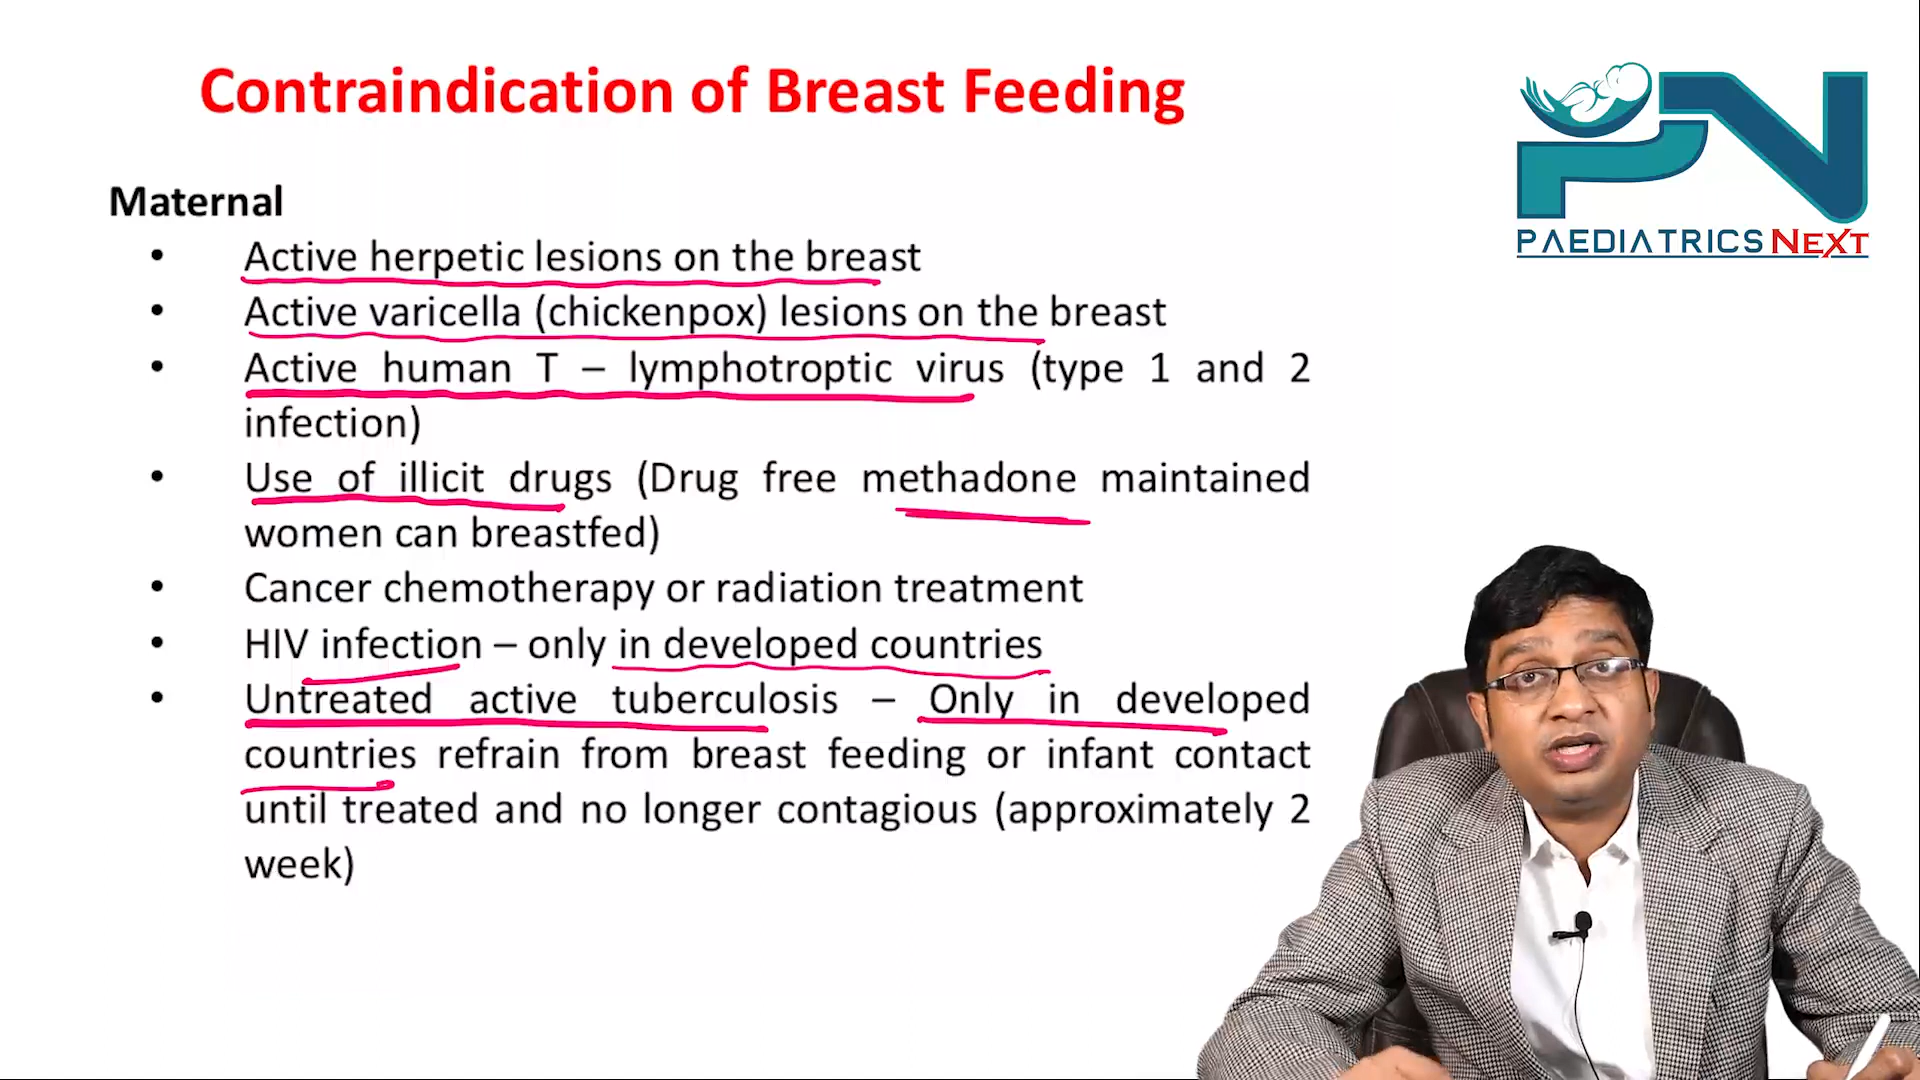 Contraindication of Breast Feeding
PAEDIATRICS NEXT
Maternal
• Active herpetic lesions on the breast
• Active varicella (chickenpox) lesions on the breast
• Active human T – lymphotroptic virus (type 1 and 2
infection)
• Use of illicit drugs (Drug free methadone maintained
women can breastfed)
• Cancer chemotherapy or radiation treatment
• HIV infection – only in developed countries
• Untreated active tuberculosis – Only in developed
countries refrain from breast feeding or infant contact
until treated and no longer contagious (approximately 2
week)